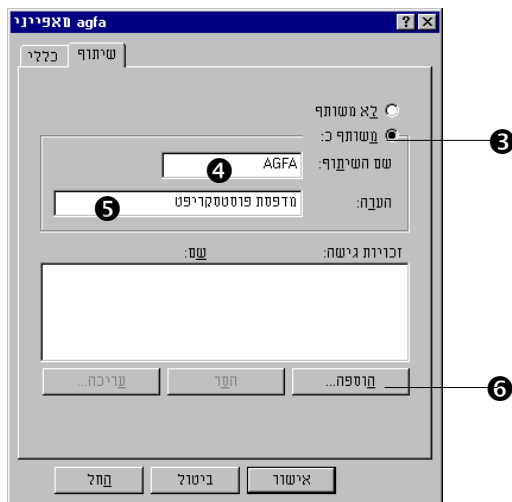 מאפייני agfa
כללי שיתוף
לא משותף
משותף כ:
3
שם השיתוף: AGFA 4
הערה: מדפסת פוסטסקריפט 5
זכויות גישה: שם:
הוספה... הסר עריכה...
6
אישור ביטול החל